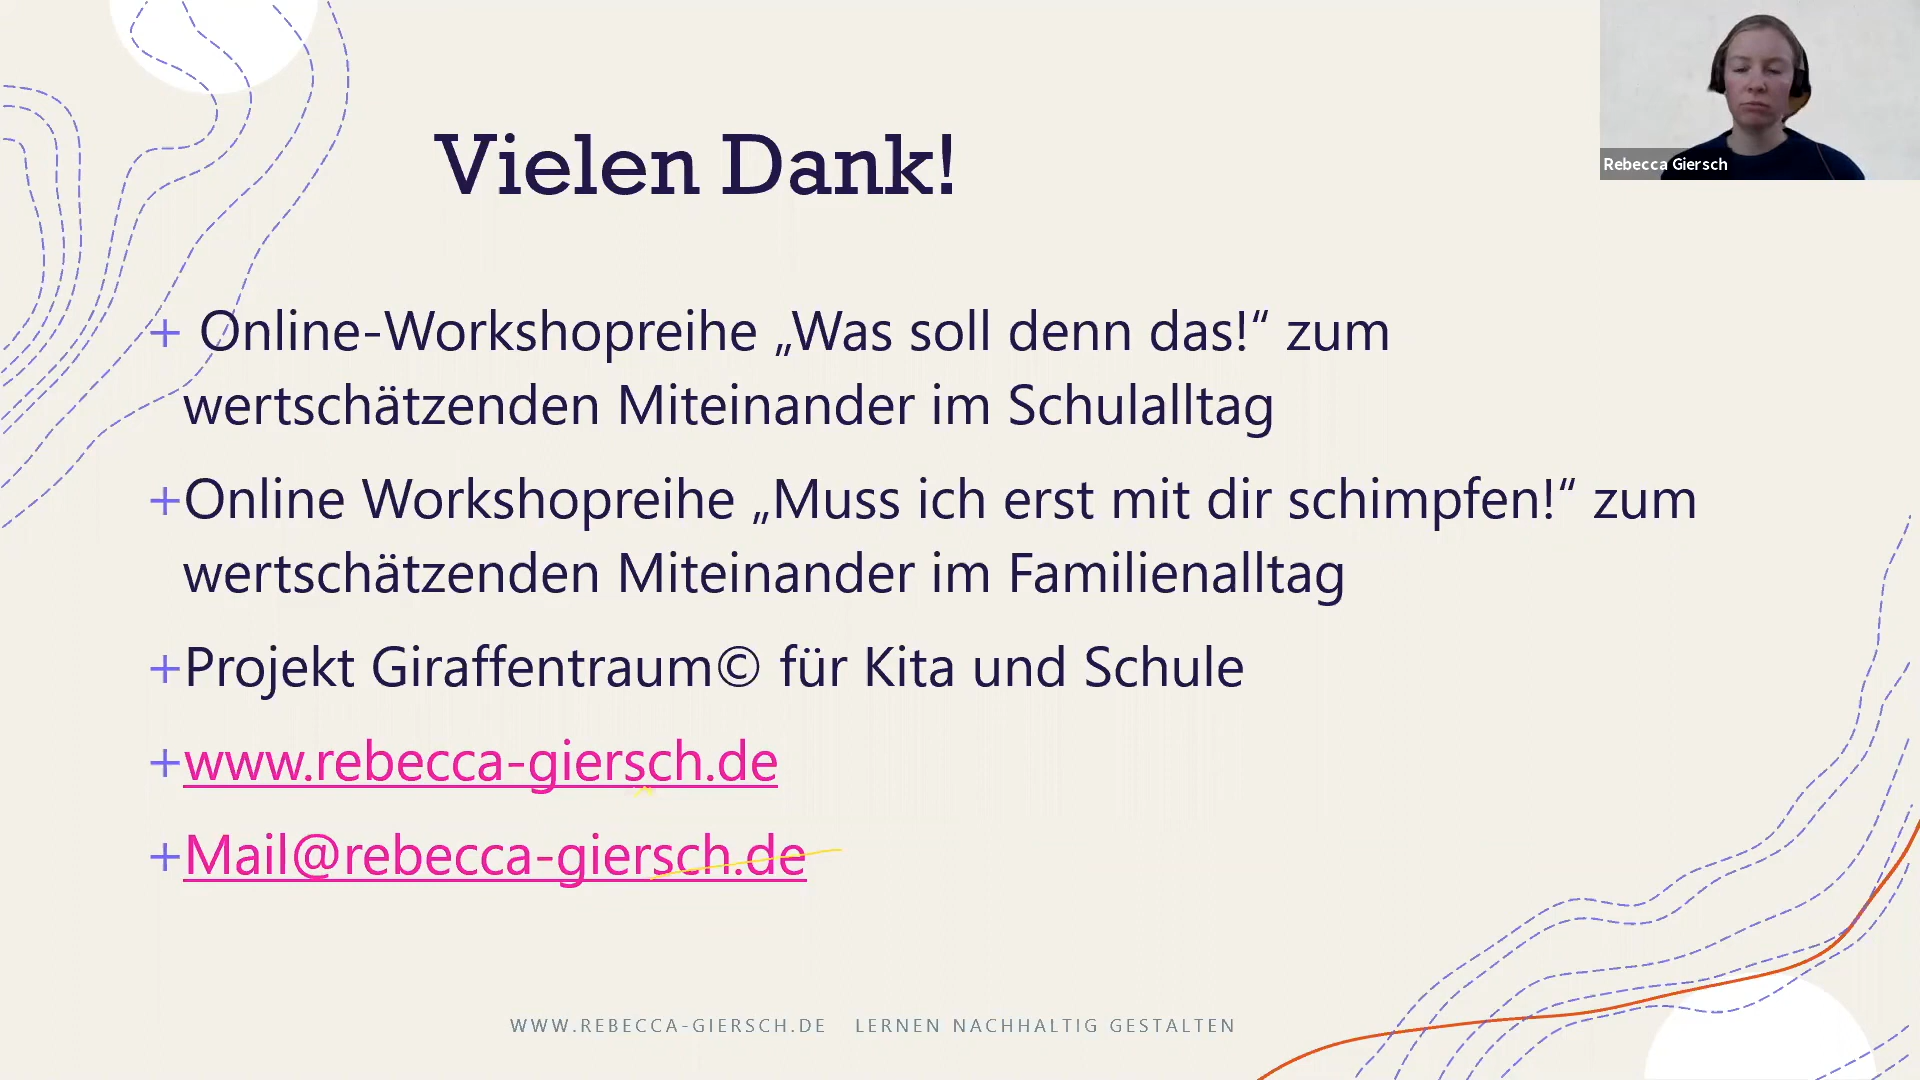 Vielen Dank!
Rebecca Giersch
+ Online-Workshopreihe „Was soll denn das!“ zum
wertschätzenden Miteinander im Schulalltag
+Online Workshopreihe „Muss ich erst mit dir schimpfen!“ zum
wertschätzenden Miteinander im Familienalltag
+Projekt Giraffentraum© für Kita und Schule
+www.rebecca-giersch.de
+Mail@rebecca-giersch.de
WWW.REBECCA-GIERSCH.DE LERNEN NACHHALTIG GESTALTEN